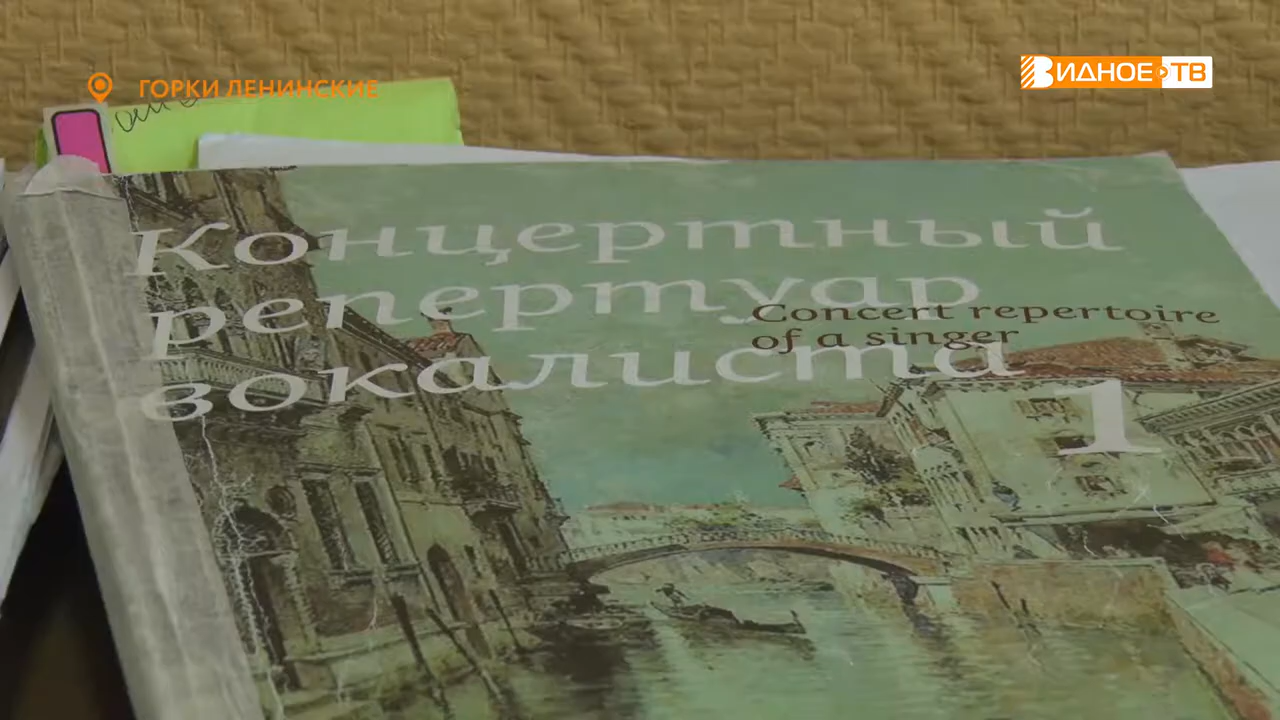 ГОРКИ ЛЕНИНСКИЕ
ВИДНОЕ ТВ
Концертный
репертуар
вокалиста
Concert repertoire
of a singer
1